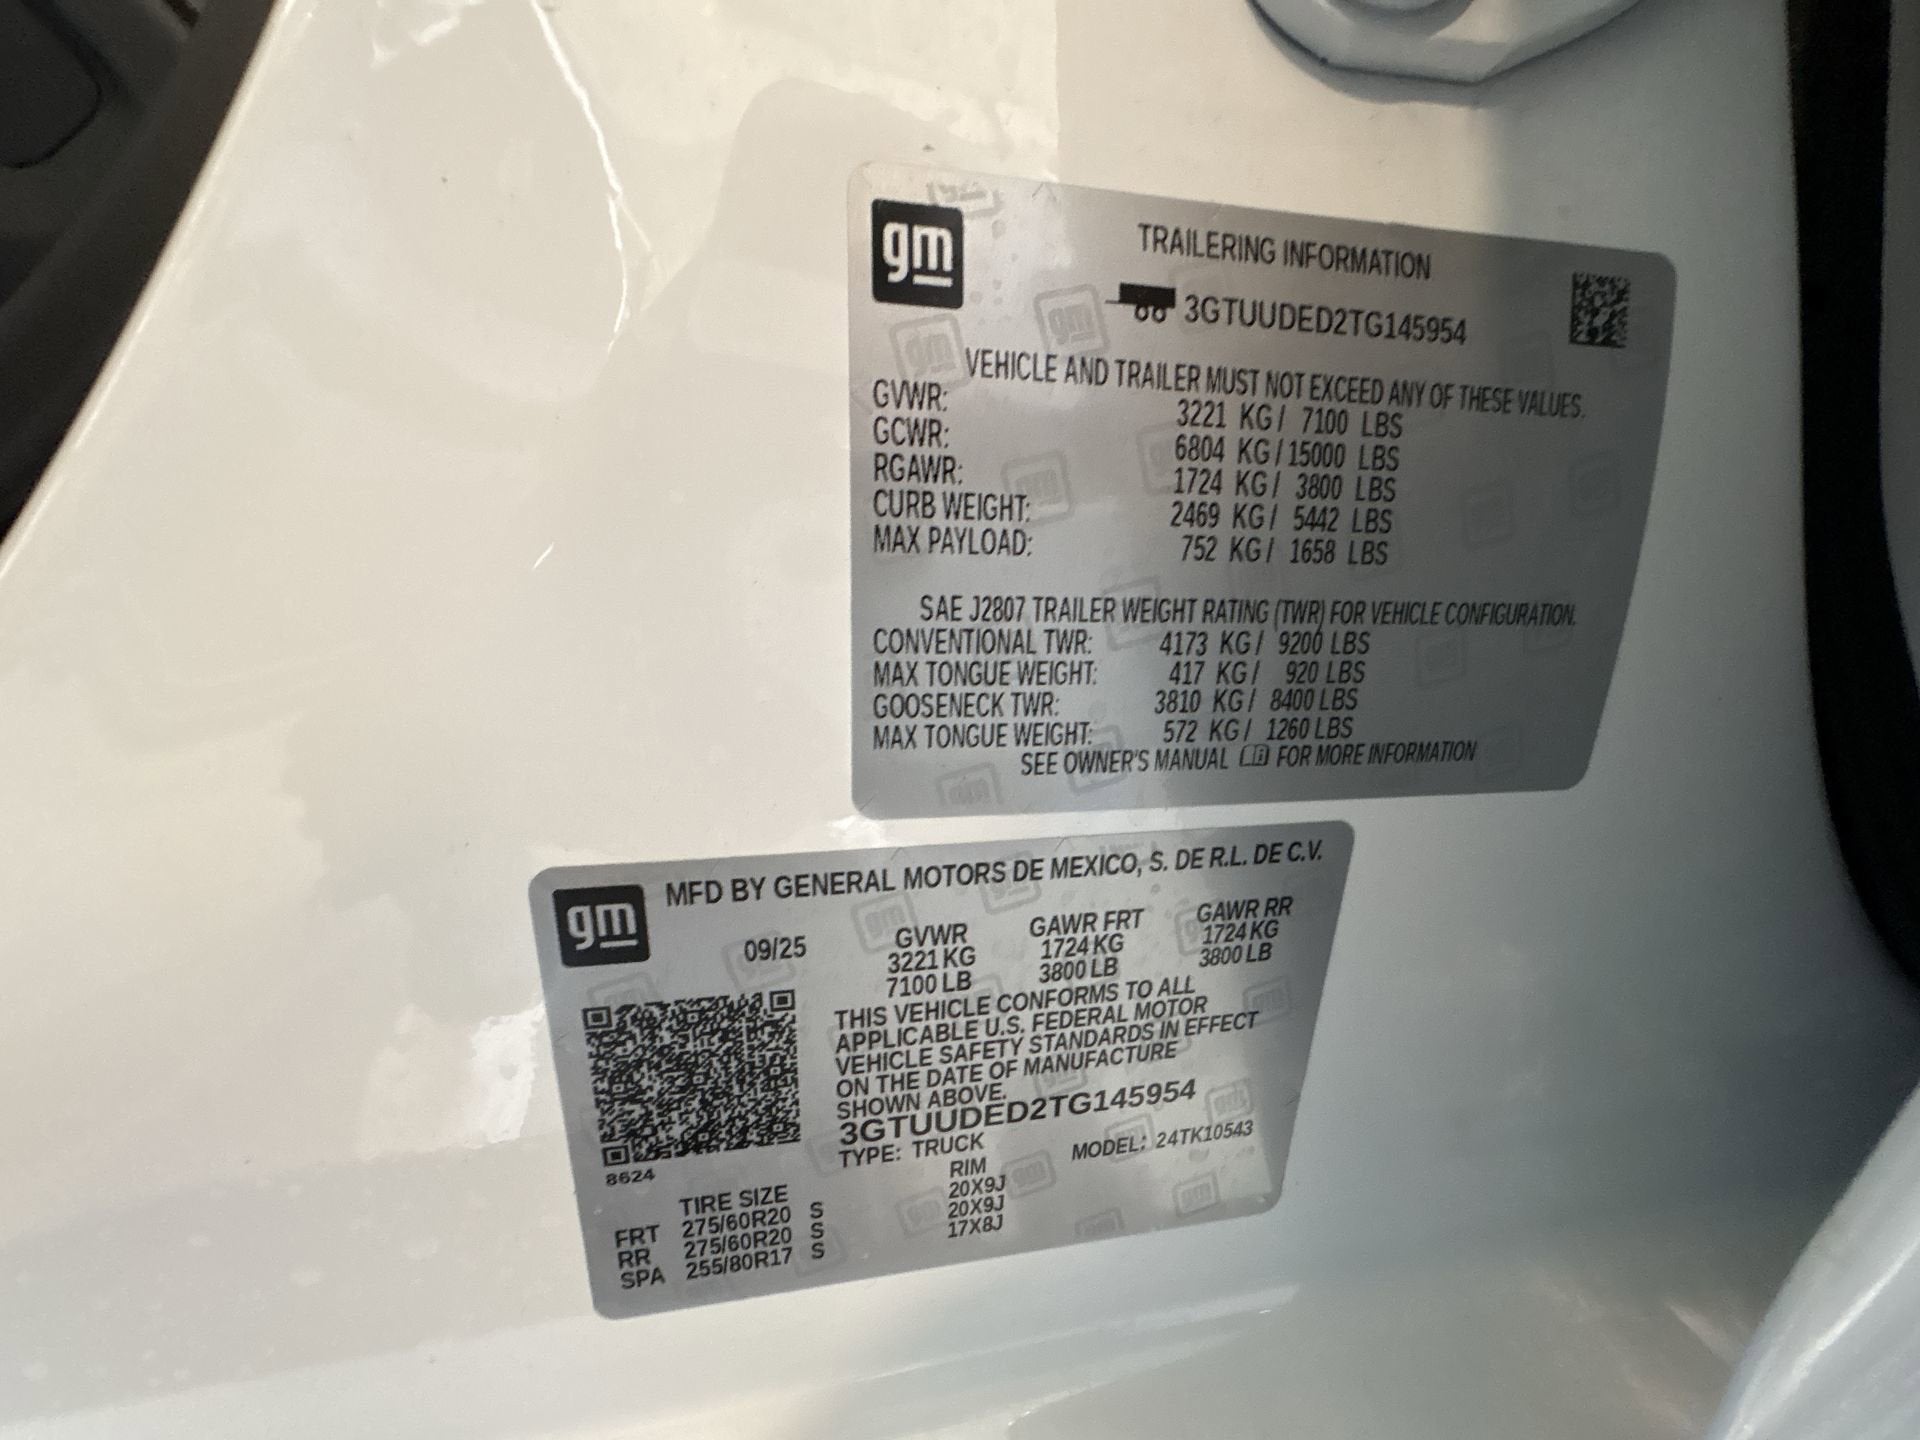 gm
TRAILERING INFORMATION
3GTUUDED2TG145954
VEHICLE AND TRAILER MUST NOT EXCEED ANY OF THESE VALUES.
GVWR: 3221 KG / 7100 LBS
GCWR: 6804 KG / 15000 LBS
RGAWR: 1724 KG / 3800 LBS
CURB WEIGHT: 2469 KG / 5442 LBS
MAX PAYLOAD: 752 KG / 1658 LBS
SAE J2807 TRAILER WEIGHT RATING (TWR) FOR VEHICLE CONFIGURATION.
CONVENTIONAL TWR: 4173 KG / 9200 LBS
MAX TONGUE WEIGHT: 417 KG / 920 LBS
GOOSENECK TWR: 3810 KG / 8400 LBS
MAX TONGUE WEIGHT: 572 KG / 1260 LBS
SEE OWNER'S MANUAL FOR MORE INFORMATION
gm
MFD BY GENERAL MOTORS DE MEXICO, S. DE R.L. DE C.V.
09/25 GVWR GAWR FRT GAWR RR
3221 KG 1724 KG 1724 KG
7100 LB 3800 LB 3800 LB
THIS VEHICLE CONFORMS TO ALL
APPLICABLE U.S. FEDERAL MOTOR
VEHICLE SAFETY STANDARDS IN EFFECT
ON THE DATE OF MANUFACTURE
SHOWN ABOVE.
3GTUUDED2TG145954
TYPE: TRUCK MODEL: 24TK10543
8624
TIRE SIZE RIM
FRT 275/60R20 S 20X9J
RR 275/60R20 S 20X9J
SPA 255/80R17 S 17X8J